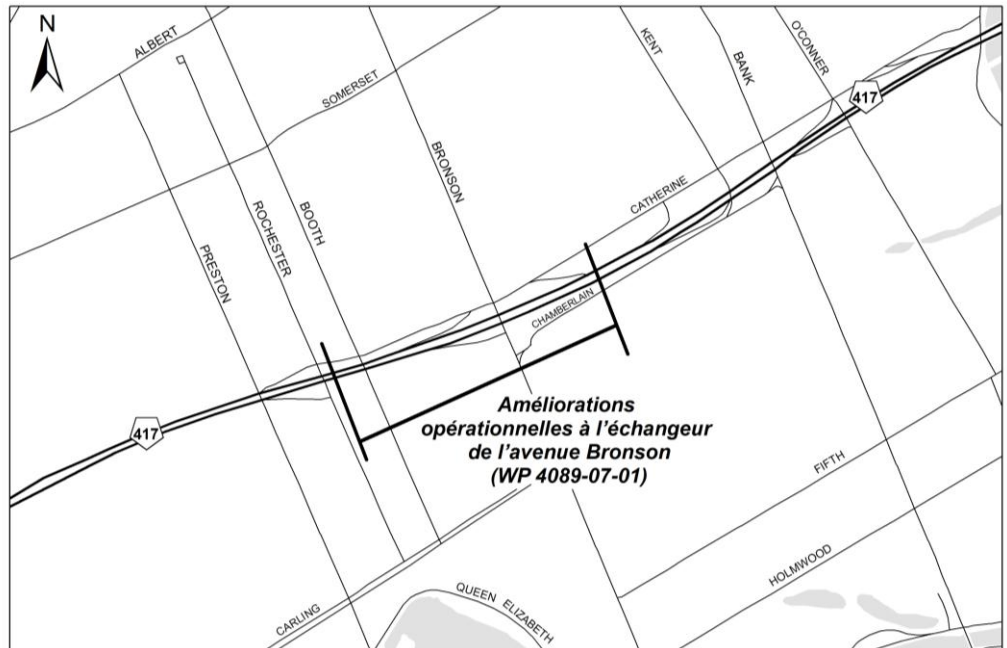 N
ALBERT
SOMERSET
KENT
BANK
O'CONNER
417
BRONSON
CATHERINE
ROCHESTER
BOOTH
PRESTON
CHAMBERLAIN
417
Améliorations
opérationnelles à l'échangeur
de l'avenue Bronson
(WP 4089-07-01)
FIFTH
HOLMWOOD
CARLING
QUEEN ELIZABETH